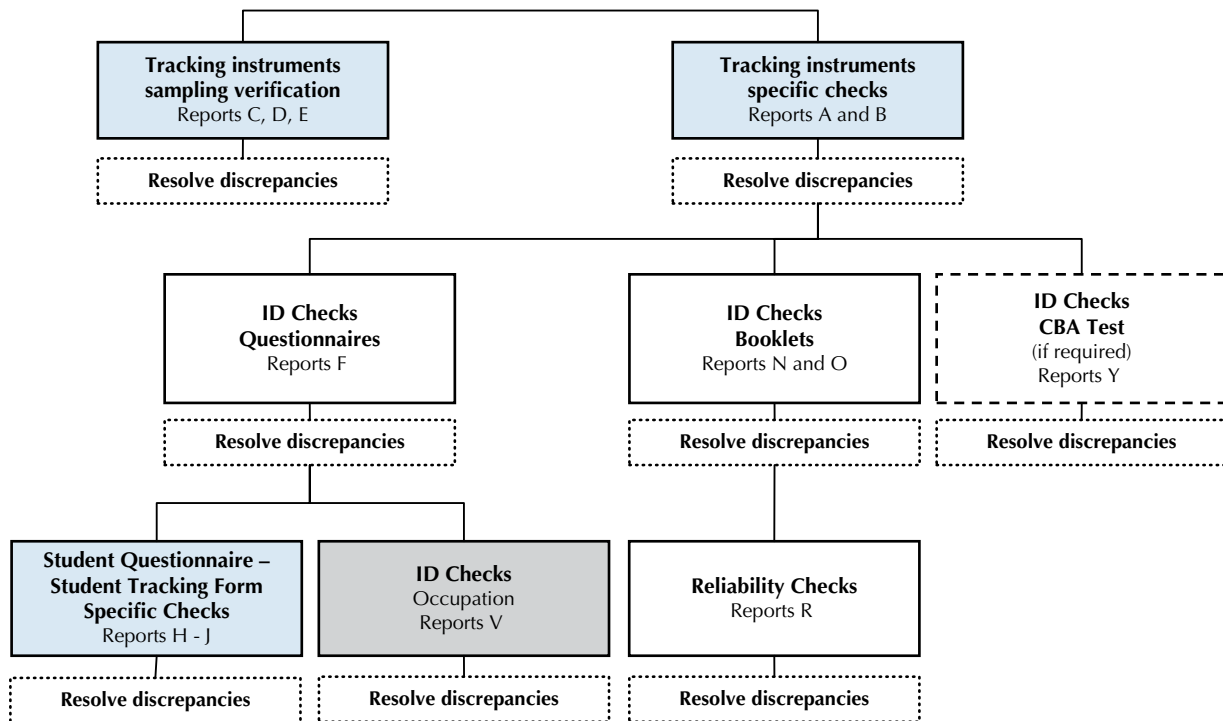 Tracking instruments
sampling verification
Reports C, D, E
Tracking instruments
specific checks
Reports A and B
Resolve discrepancies
Resolve discrepancies
ID Checks
Questionnaires
Reports F
ID Checks
Booklets
Reports N and O
ID Checks
CBA Test
(if required)
Reports Y
Resolve discrepancies
Resolve discrepancies
Resolve discrepancies
Student Questionnaire –
Student Tracking Form
Specific Checks
Reports H - J
ID Checks
Occupation
Reports V
Reliability Checks
Reports R
Resolve discrepancies
Resolve discrepancies
Resolve discrepancies